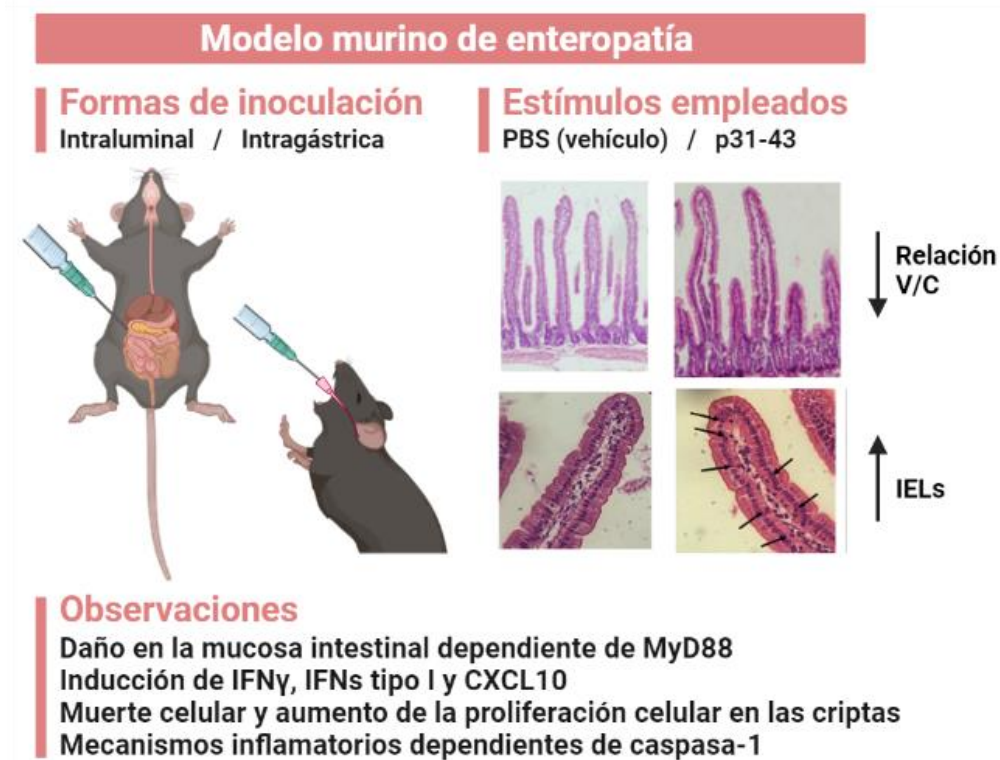 Modelo murino de enteropatía
Formas de inoculación
Intraluminal / Intragástrica
Estímulos empleados
PBS (vehículo) / p31-43
Relación
V/C
IELs
Observaciones
Daño en la mucosa intestinal dependiente de MyD88
Inducción de IFNγ, IFNs tipo I y CXCL10
Muerte celular y aumento de la proliferación celular en las criptas
Mecanismos inflamatorios dependientes de caspasa-1